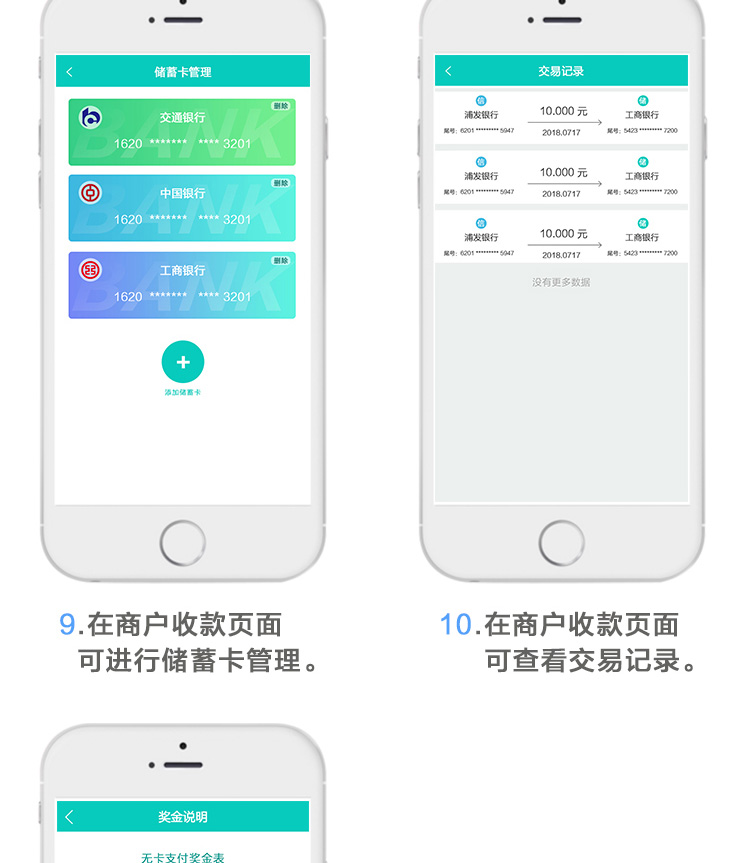 储蓄卡管理
交通银行
删除
1620 ******* **** 3201
BANK
中国银行
删除
1620 ******* **** 3201
BANK
工商银行
删除
1620 ******* **** 3201
BANK
添加储蓄卡
交易记录
信 10.000 元 储
浦发银行 工商银行
尾号：6201 ********* 5947 2018.0717 尾号：5423 ********* 7200
信 10.000 元 储
浦发银行 工商银行
尾号：6201 ********* 5947 2018.0717 尾号：5423 ********* 7200
信 10.000 元 储
浦发银行 工商银行
尾号：6201 ********* 5947 2018.0717 尾号：5423 ********* 7200
没有更多数据
9.在商户收款页面
可进行储蓄卡管理。
10.在商户收款页面
可查看交易记录。
奖金说明
无卡支付奖金表